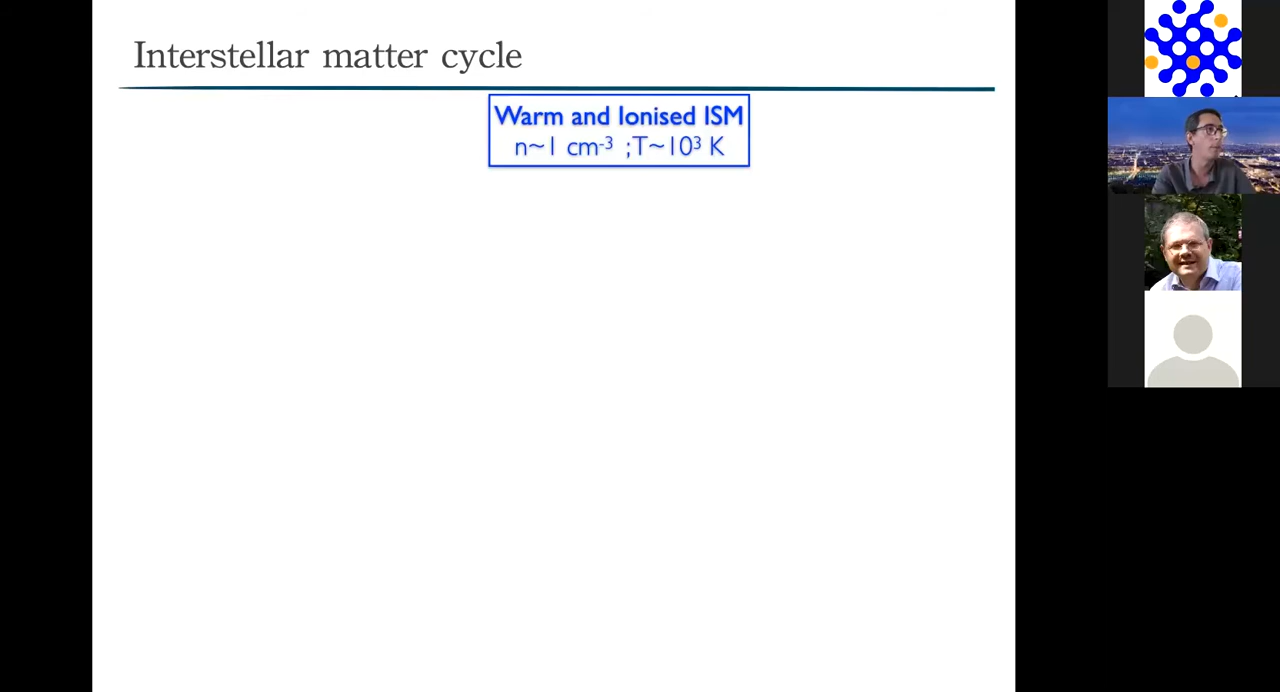 Interstellar matter cycle
Warm and Ionised ISM
n~1 cm⁻³ ;T~10³ K